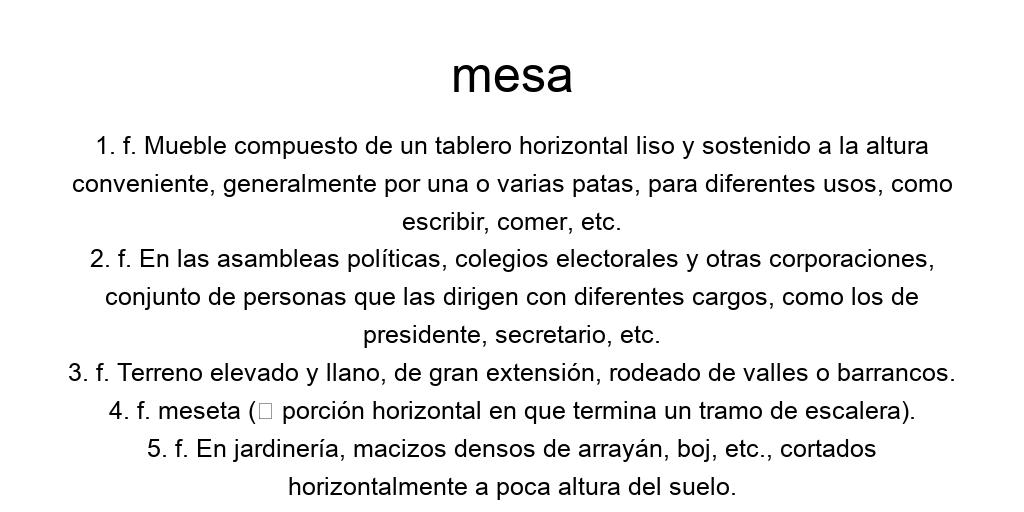 mesa
1. f. Mueble compuesto de un tablero horizontal liso y sostenido a la altura
conveniente, generalmente por una o varias patas, para diferentes usos, como
escribir, comer, etc.
2. f. En las asambleas políticas, colegios electorales y otras corporaciones,
conjunto de personas que las dirigen con diferentes cargos, como los de
presidente, secretario, etc.
3. f. Terreno elevado y llano, de gran extensión, rodeado de valles o barrancos.
4. f. meseta (▯ porción horizontal en que termina un tramo de escalera).
5. f. En jardinería, macizos densos de arrayán, boj, etc., cortados
horizontalmente a poca altura del suelo.